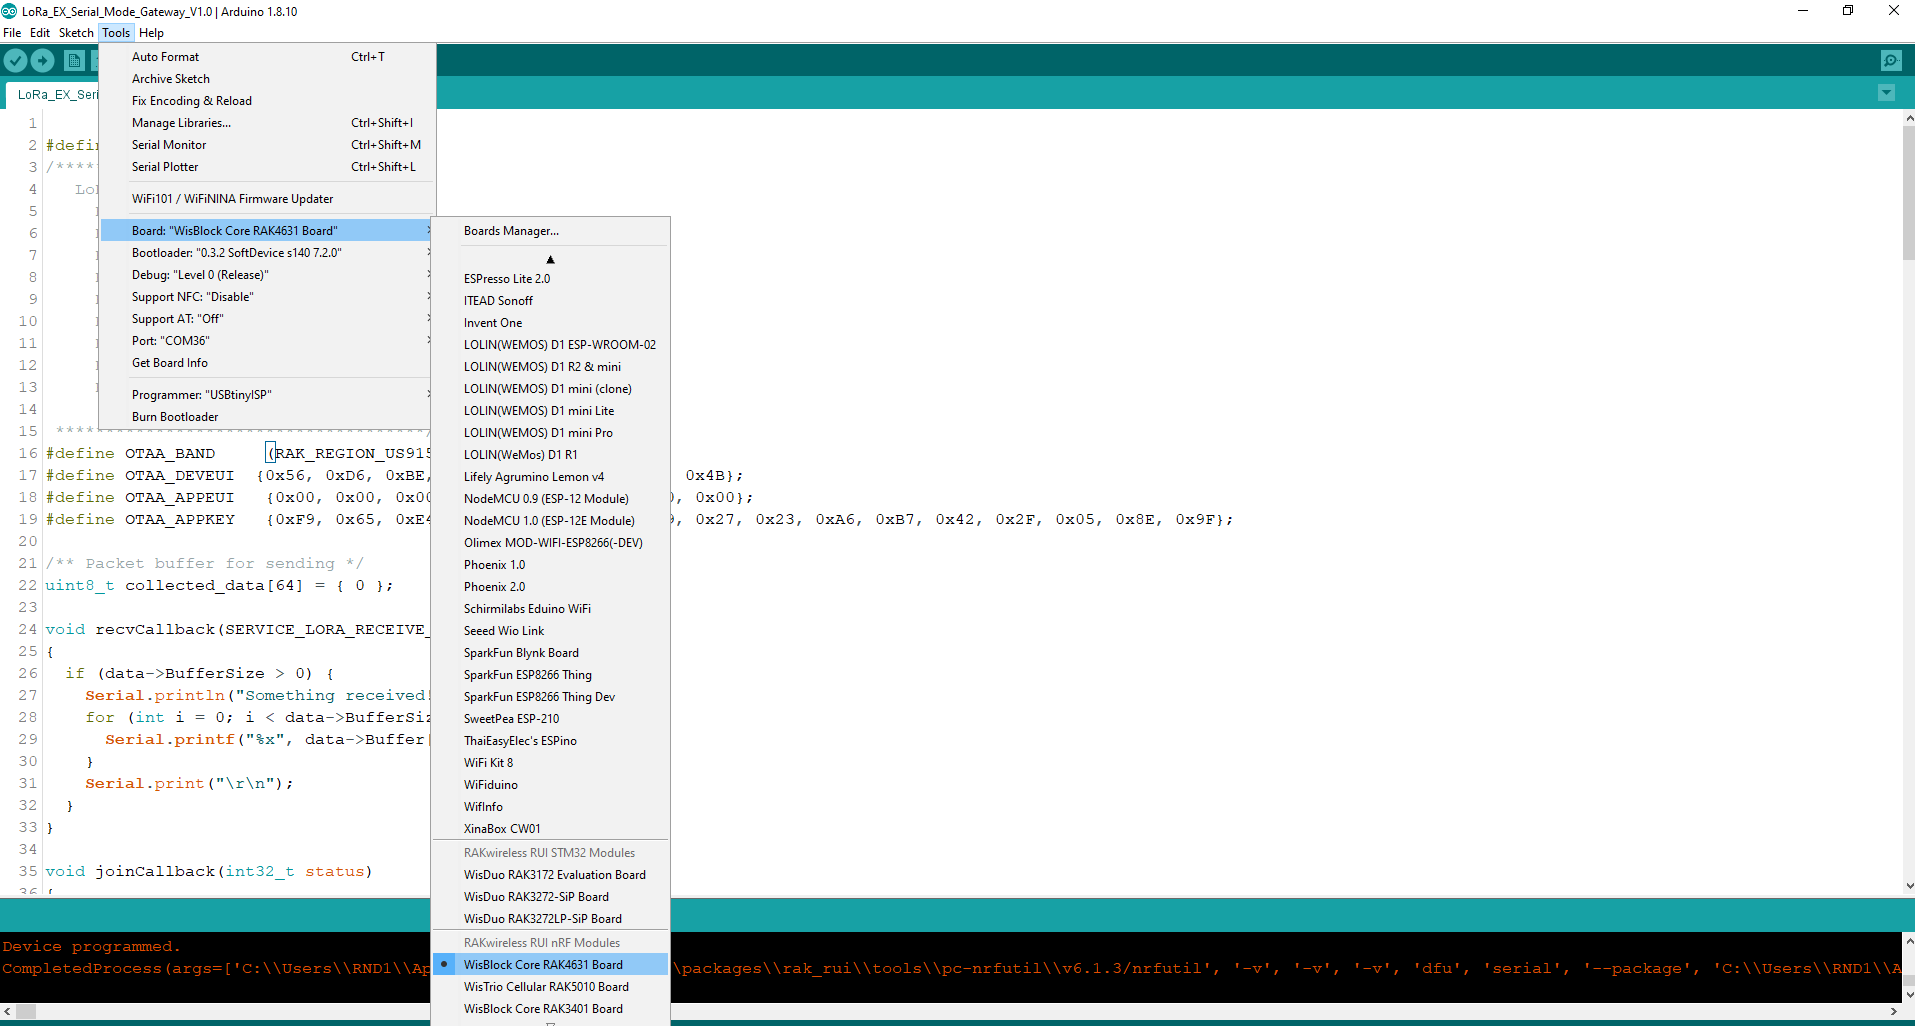 LoRa_EX_Serial_Mode_Gateway_V1.0 | Arduino 1.8.10
File Edit Sketch Tools Help
LoRa_EX_Seri
Auto Format Ctrl+T
Archive Sketch
Fix Encoding & Reload
Manage Libraries... Ctrl+Shift+I
Serial Monitor Ctrl+Shift+M
Serial Plotter Ctrl+Shift+L
WiFi101 / WiFiNINA Firmware Updater
Board: "WisBlock Core RAK4631 Board"
Bootloader: "0.3.2 SoftDevice s140 7.2.0"
Debug: "Level 0 (Release)"
Support NFC: "Disable"
Support AT: "Off"
Port: "COM36"
Get Board Info
Programmer: "USBtinyISP"
Burn Bootloader
Boards Manager...
ESPresso Lite 2.0
ITEAD Sonoff
Invent One
LOLIN(WEMOS) D1 ESP-WROOM-02
LOLIN(WEMOS) D1 R2 & mini
LOLIN(WEMOS) D1 mini (clone)
LOLIN(WEMOS) D1 mini Lite
LOLIN(WEMOS) D1 mini Pro
LOLIN(WeMos) D1 R1
Lifely Agrumino Lemon v4
NodeMCU 0.9 (ESP-12 Module)
NodeMCU 1.0 (ESP-12E Module)
Olimex MOD-WIFI-ESP8266(-DEV)
Phoenix 1.0
Phoenix 2.0
Schirmilabs Eduino WiFi
Seeed Wio Link
SparkFun Blynk Board
SparkFun ESP8266 Thing
SparkFun ESP8266 Thing Dev
SweetPea ESP-210
ThaiEasyElec's ESPino
WiFi Kit 8
WiFiduino
WifInfo
XinaBox CW01
RAKwireless RUI STM32 Modules
WisDuo RAK3172 Evaluation Board
WisDuo RAK3272-SiP Board
WisDuo RAK3272LP-SiP Board
RAKwireless RUI nRF Modules
WisBlock Core RAK4631 Board
WisTrio Cellular RAK5010 Board
WisBlock Core RAK3401 Board
1
2 #defin
3 /****
4 Lo
5
6
7
8
9
10
11
12
13
14
15 *************************************/
16 #define OTAA_BAND (RAK_REGION_US915
17 #define OTAA_DEVEUI {0x56, 0xD6, 0xBE, 0x4B};
18 #define OTAA_APPEUI {0x00, 0x00, 0x00 , 0x00};
19 #define OTAA_APPKEY {0xF9, 0x65, 0xE4 , 0x27, 0x23, 0xA6, 0xB7, 0x42, 0x2F, 0x05, 0x8E, 0x9F};
20
21 /** Packet buffer for sending */
22 uint8_t collected_data[64] = { 0 };
23
24 void recvCallback(SERVICE_LORA_RECEIVE_
25 {
26 if (data->BufferSize > 0) {
27 Serial.println("Something received!
28 for (int i = 0; i < data->BufferSiz
29 Serial.printf("%x", data->Buffer[
30 }
31 Serial.print("\r\n");
32 }
33 }
34
35 void joinCallback(int32_t status)
36 {
Device programmed.
CompletedProcess(args=['C:\\Users\\RND1\\Ap \\packages\\rak_rui\\tools\\pc-nrfutil\\v6.1.3/nrfutil', '-v', '-v', '-v', 'dfu', 'serial', '--package', 'C:\\Users\\RND1\\A